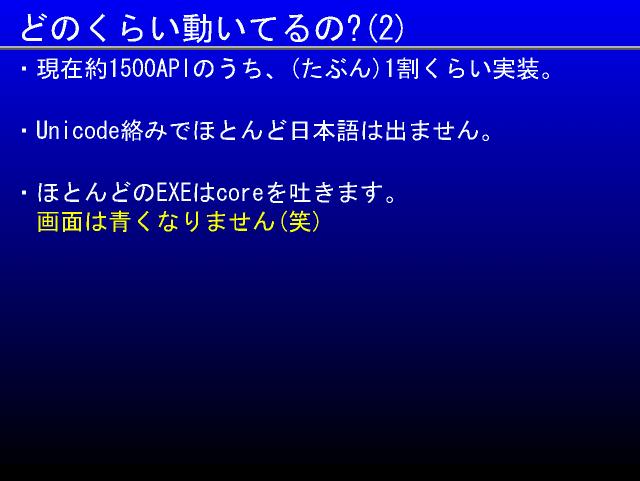 どのくらい動いてるの?(2)
・現在約1500APIのうち、(たぶん)1割くらい実装。
・Unicode絡みでほとんど日本語は出ません。
・ほとんどのEXEはcoreを吐きます。
画面は青くなりません(笑)